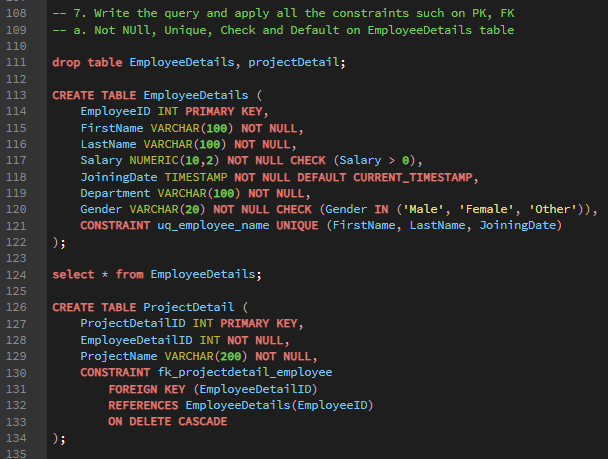 108 -- 7. Write the query and apply all the constraints such on PK, FK
109 -- a. Not NUll, Unique, Check and Default on EmployeeDetails table
110
111 drop table EmployeeDetails, projectDetail;
112
113 CREATE TABLE EmployeeDetails (
114     EmployeeID INT PRIMARY KEY,
115     FirstName VARCHAR(100) NOT NULL,
116     LastName VARCHAR(100) NOT NULL,
117     Salary NUMERIC(10,2) NOT NULL CHECK (Salary > 0),
118     JoiningDate TIMESTAMP NOT NULL DEFAULT CURRENT_TIMESTAMP,
119     Department VARCHAR(100) NOT NULL,
120     Gender VARCHAR(20) NOT NULL CHECK (Gender IN ('Male', 'Female', 'Other')),
121     CONSTRAINT uq_employee_name UNIQUE (FirstName, LastName, JoiningDate)
122 );
123
124 select * from EmployeeDetails;
125
126 CREATE TABLE ProjectDetail (
127     ProjectDetailID INT PRIMARY KEY,
128     EmployeeDetailID INT NOT NULL,
129     ProjectName VARCHAR(200) NOT NULL,
130     CONSTRAINT fk_projectdetail_employee
131         FOREIGN KEY (EmployeeDetailID)
132         REFERENCES EmployeeDetails(EmployeeID)
133         ON DELETE CASCADE
134 );
135